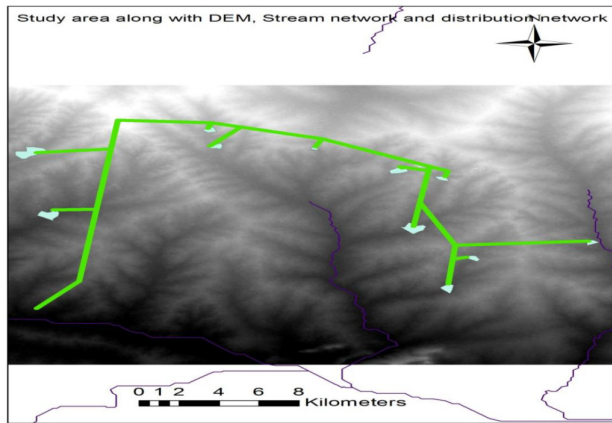 Study area along with DEM, Stream network and distribution network
N
0 1 2 4 6 8
Kilometers